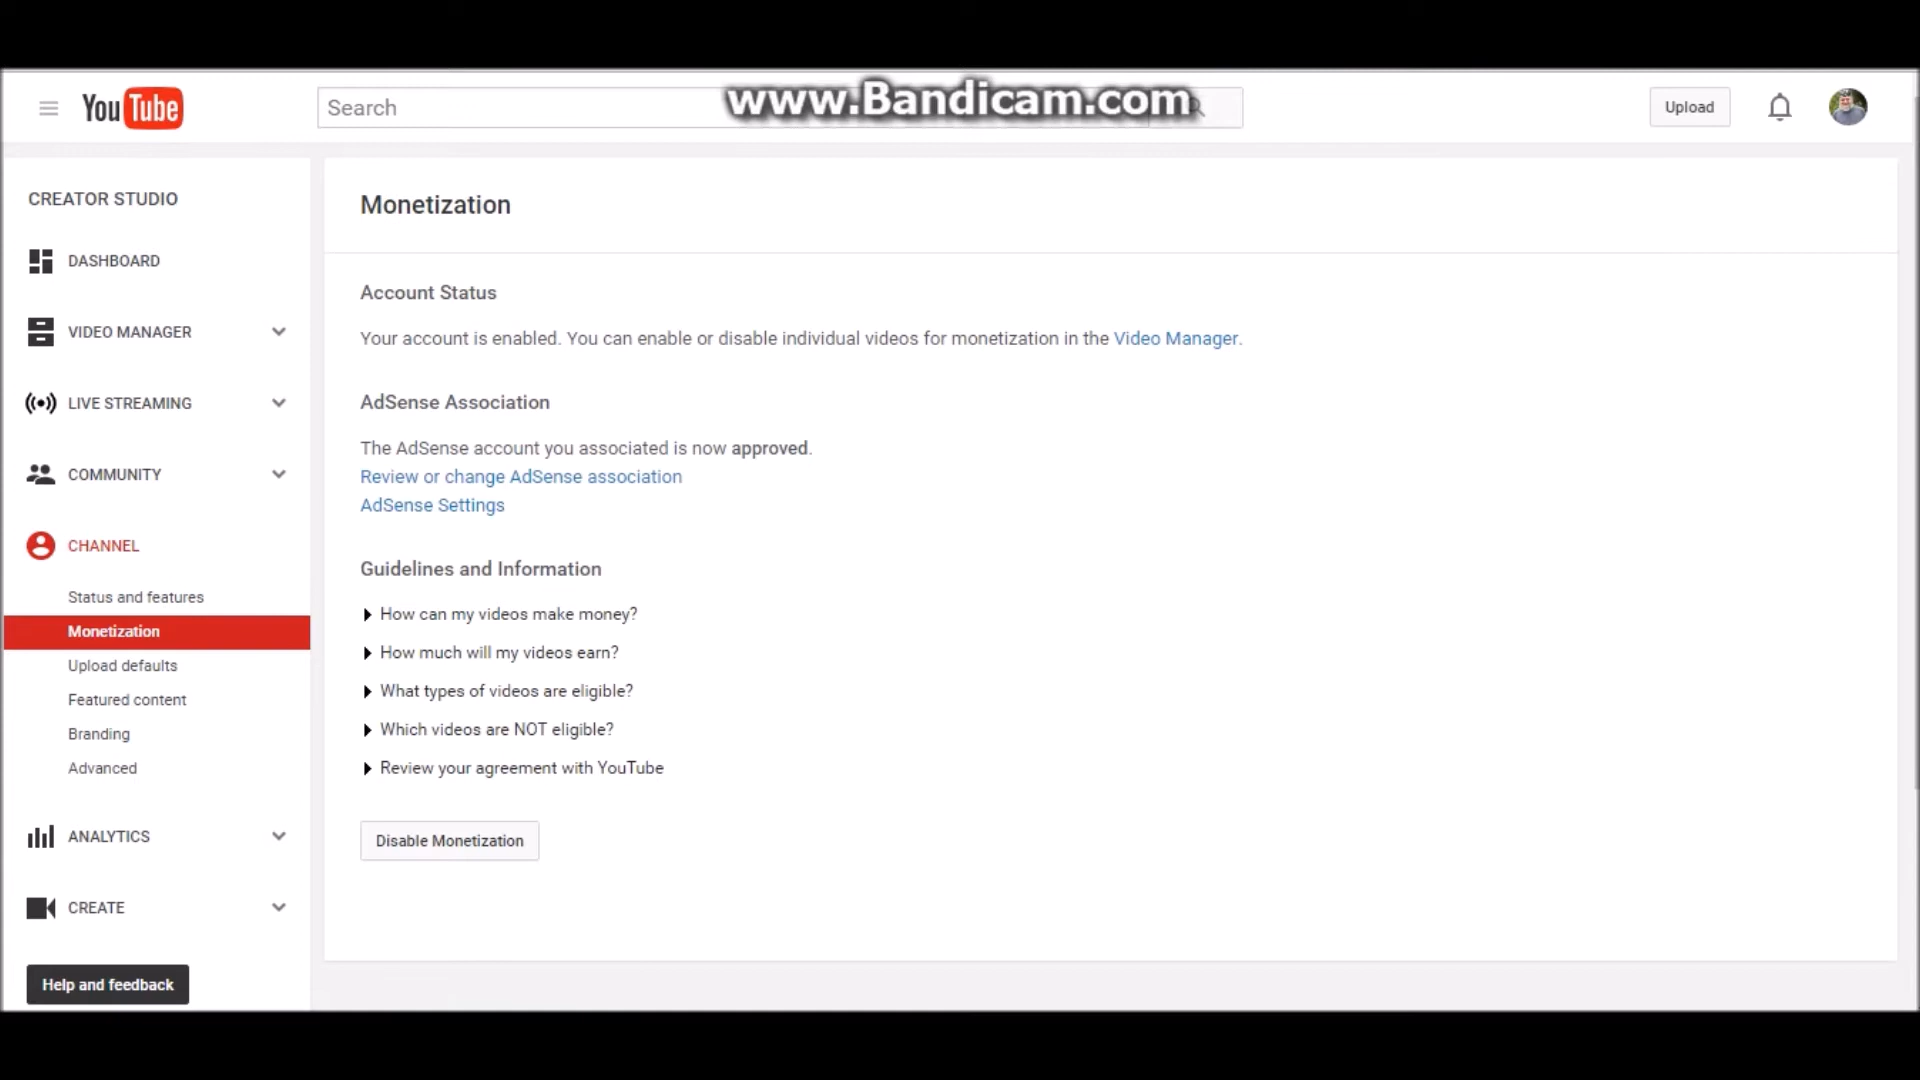 YouTube
Search
www.Bandicam.com
Upload
CREATOR STUDIO
DASHBOARD
VIDEO MANAGER
LIVE STREAMING
COMMUNITY
CHANNEL
Status and features
Monetization
Upload defaults
Featured content
Branding
Advanced
ANALYTICS
CREATE
Help and feedback
Monetization
Account Status
Your account is enabled. You can enable or disable individual videos for monetization in the Video Manager.
AdSense Association
The AdSense account you associated is now approved.
Review or change AdSense association
AdSense Settings
Guidelines and Information
How can my videos make money?
How much will my videos earn?
What types of videos are eligible?
Which videos are NOT eligible?
Review your agreement with YouTube
Disable Monetization